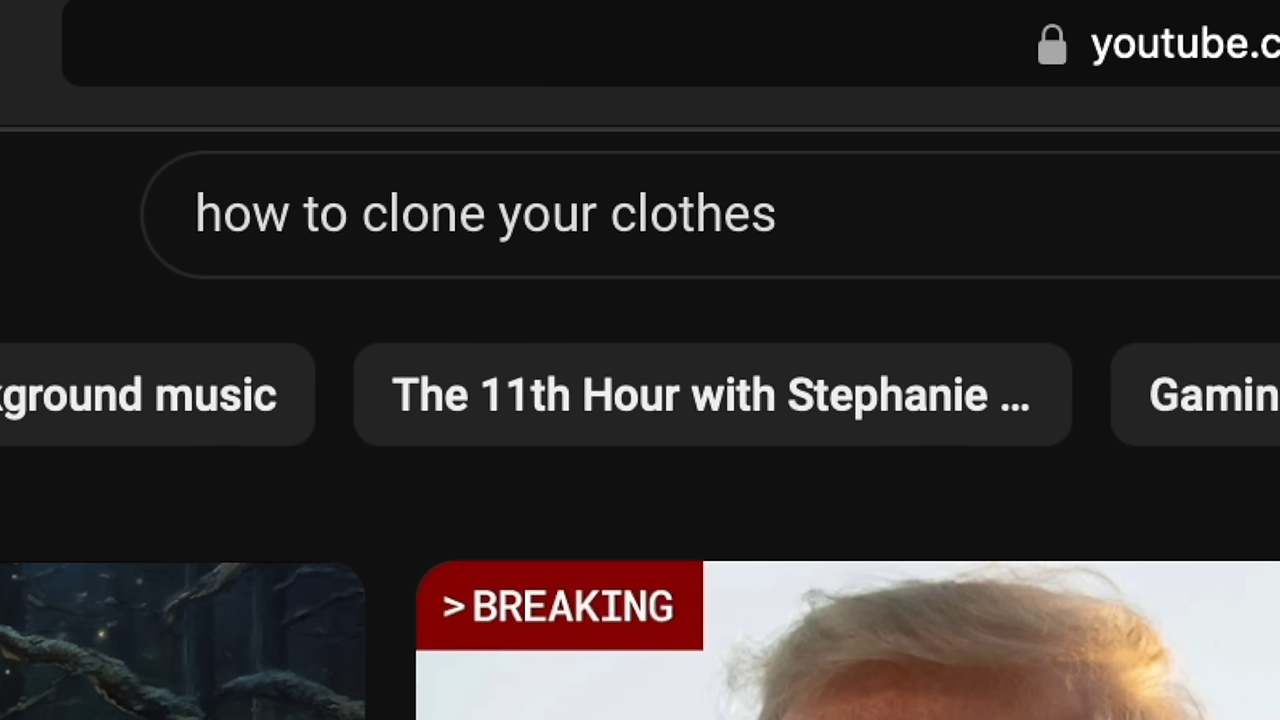 youtube.c
how to clone your clothes
kground music
The 11th Hour with Stephanie ...
Gamin
>BREAKING